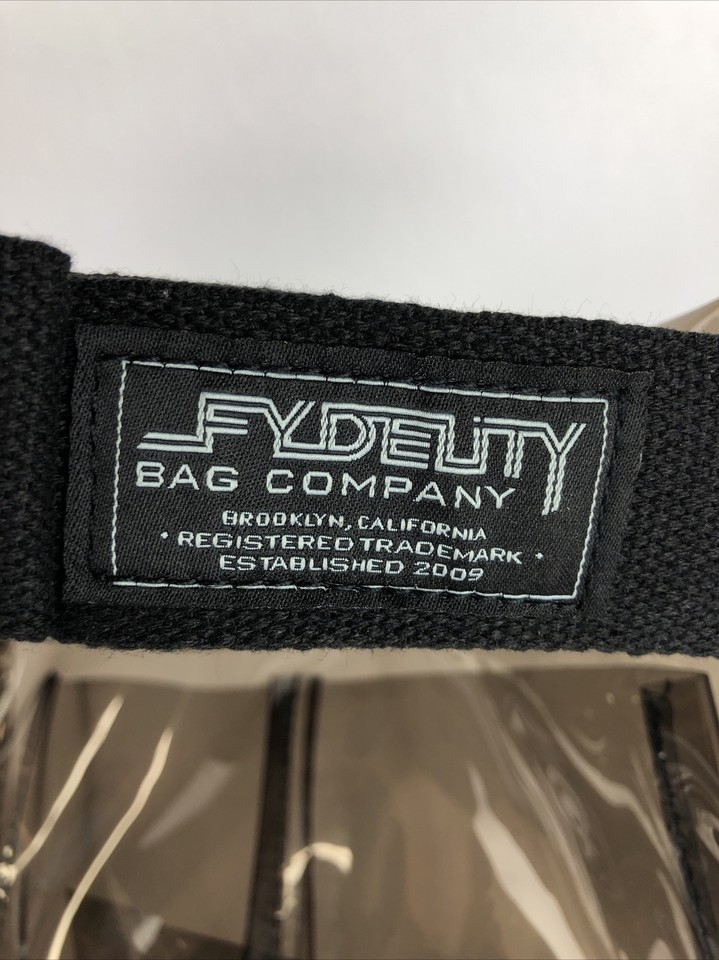 FYDELiTY
BAG COMPANY
BROOKLYN, CALIFORNIA
• REGISTERED TRADEMARK •
ESTABLISHED 2009